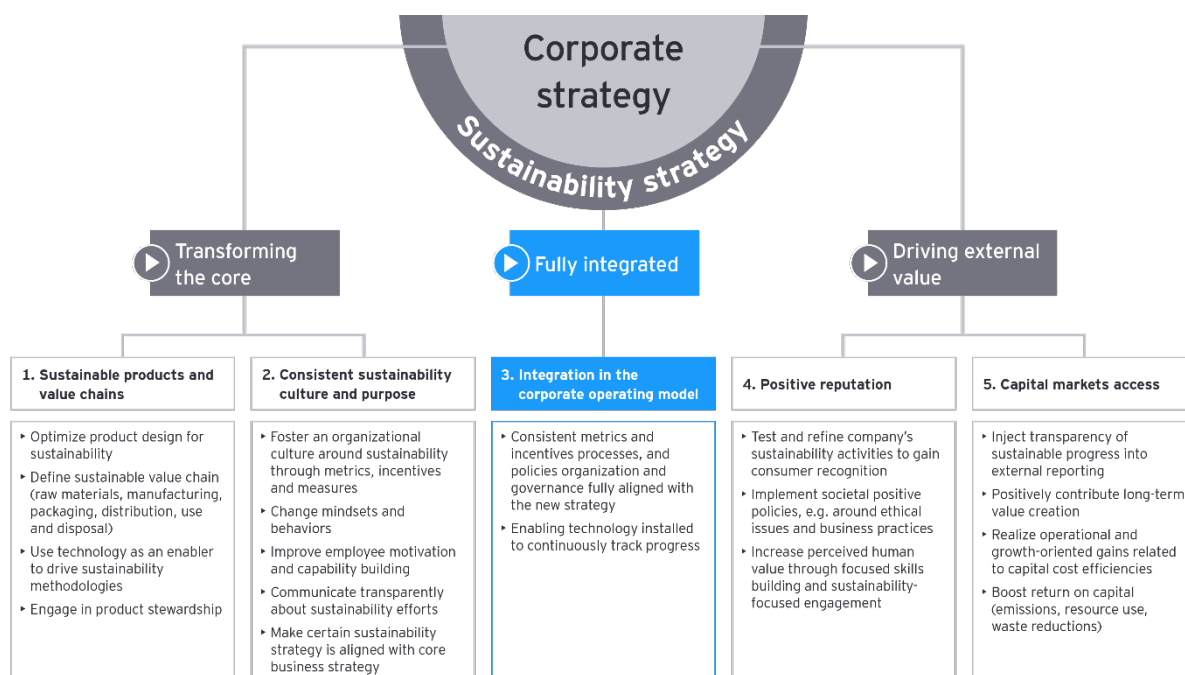 Corporate
strategy
Sustainability strategy
Transforming
the core
Fully integrated
Driving external
value
1. Sustainable products and
value chains
‣ Optimize product design for
sustainability
‣ Define sustainable value chain
(raw materials, manufacturing,
packaging, distribution, use
and disposal)
‣ Use technology as an enabler
to drive sustainability
methodologies
‣ Engage in product stewardship
2. Consistent sustainability
culture and purpose
‣ Foster an organizational
culture around sustainability
through metrics, incentives
and measures
‣ Change mindsets and
behaviors
‣ Improve employee motivation
and capability building
‣ Communicate transparently
about sustainability efforts
‣ Make certain sustainability
strategy is aligned with core
business strategy
3. Integration in the
corporate operating model
‣ Consistent metrics and
incentives processes, and
policies organization and
governance fully aligned with
the new strategy
‣ Enabling technology installed
to continuously track progress
4. Positive reputation
‣ Test and refine company's
sustainability activities to gain
consumer recognition
‣ Implement societal positive
policies, e.g. around ethical
issues and business practices
‣ Increase perceived human
value through focused skills
building and sustainability-
focused engagement
5. Capital markets access
‣ Inject transparency of
sustainable progress into
external reporting
‣ Positively contribute long-term
value creation
‣ Realize operational and
growth-oriented gains related
to capital cost efficiencies
‣ Boost return on capital
(emissions, resource use,
waste reductions)